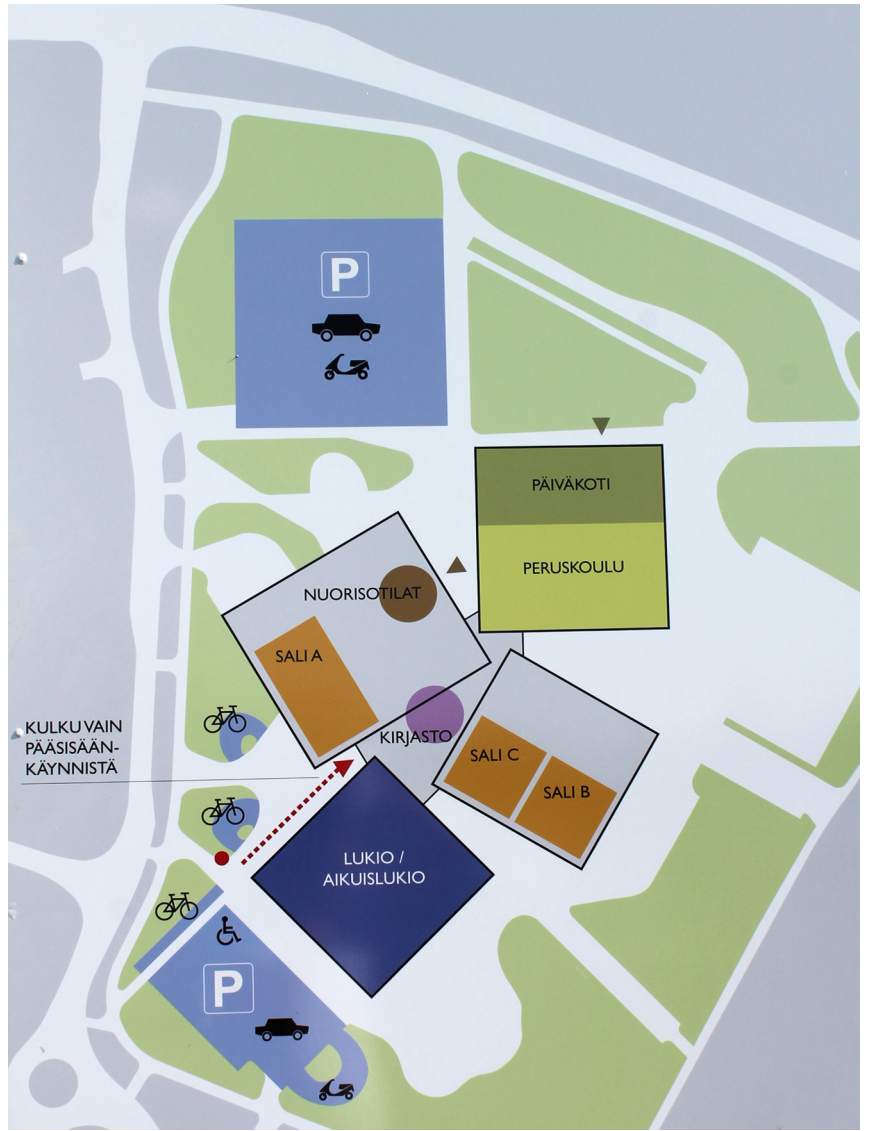 P
PÄIVÄKOTI
PERUSKOULU
NUORISOTILAT
SALI A
KIRJASTO
SALI C
SALI B
KULKU VAIN
PÄÄSISÄÄN-
KÄYNNISTÄ
LUKIO /
AIKUISLUKIO
P